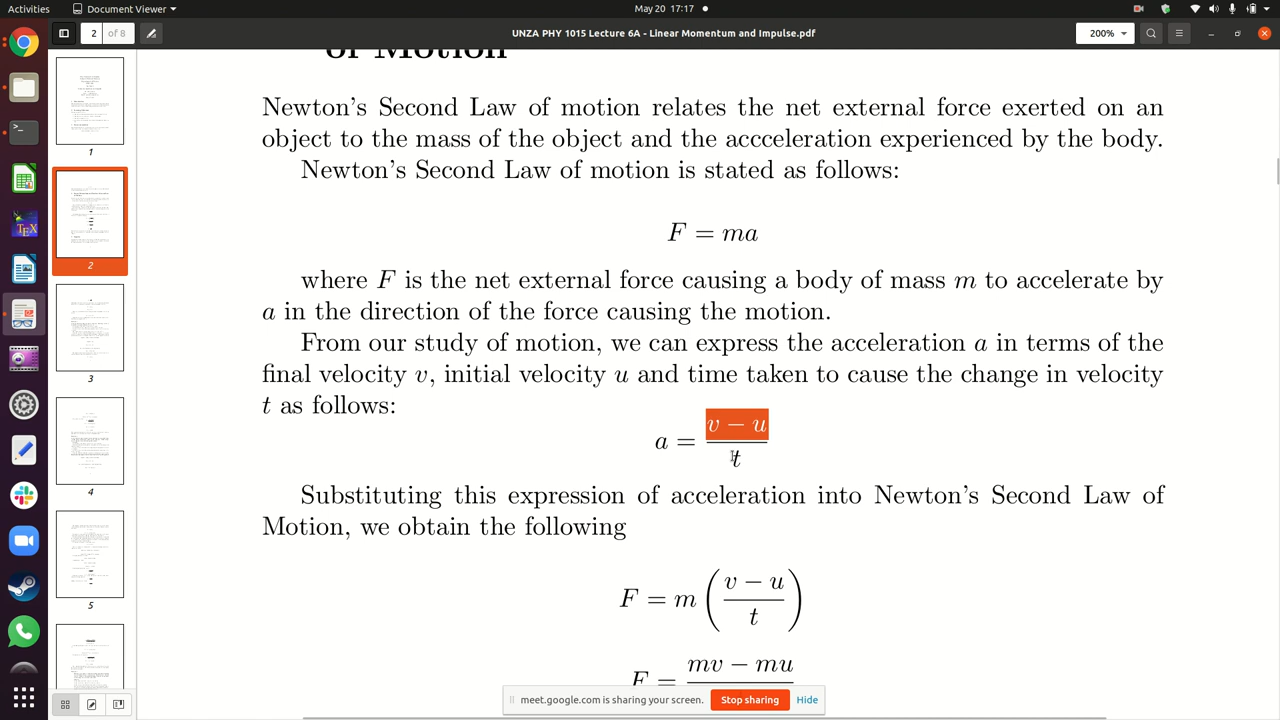 Activities Document Viewer May 20 17:17
2 of 8 UNZA PHY 1015 Lecture 6A - Linear Momentum and Impulse.pdf 200%
of Motion
Newton's Second Law of motion relates the net external force exerted on an
object to the mass of the object and the accceleration experienced by the body.
Newton's Second Law of motion is stated as follows:
F = ma
where F is the net external force causing a body of mass m to accelerate by
a in the direction of the force causing the motion.
From our study of motion, we can express the acceleration a in terms of the
final velocity v, initial velocity u and time taken to cause the change in velocity
t as follows:
a = (v − u) / t
Substituting this expression of acceleration into Newton's Second Law of
Motion, we obtain the following
F = m ( (v − u) / t )
F = mv − mu
meet.google.com is sharing your screen. Stop sharing Hide
1
2
3
4
5
TEX